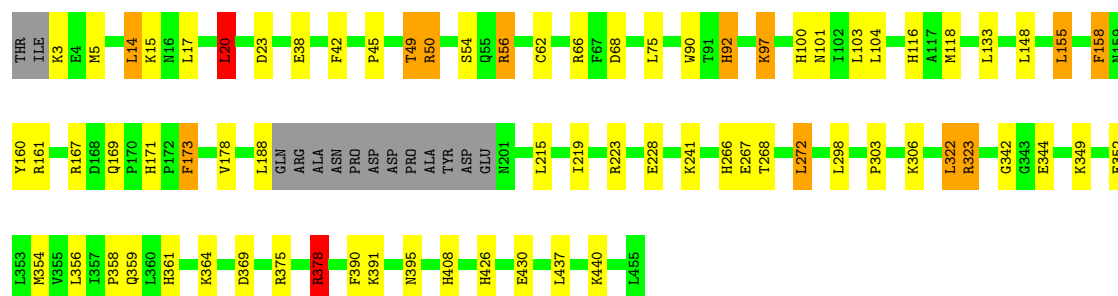 THR ILE K3 E4 M5 L14 K15 N16 L17 L20 D23 E38 F42 P45 T49 R50 S54 Q55 R56 C62 R66 F67 D68 L75 W90 T91 H92 K97 H100 N101 I102 L103 L104 H116 A117 M118 L133 L148 L155 F158 N159
Y160 R161 R167 D168 Q169 P170 H171 P172 F173 V178 L188 GLN ARG ALA ASN PRO ASP ASP PRO ALA TYR ASP GLU N201 L215 I219 R223 E228 K241 H266 E267 T268 L272 L298 P303 K306 L322 R323 G342 G343 E344 K349 E352
L353 M354 V355 L356 I357 P358 Q359 L360 H361 K364 D369 R375 R378 F390 K391 N395 H408 H426 E430 L437 K440 L455